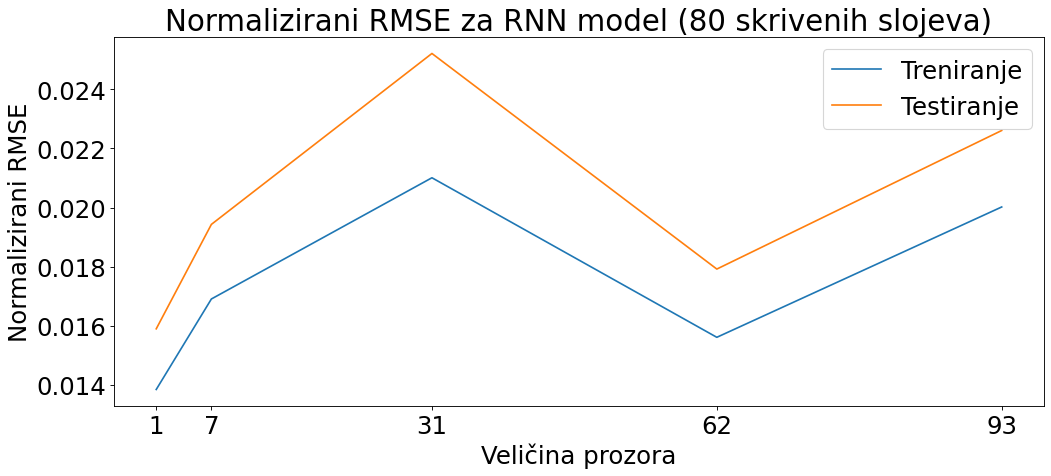 Normalizirani RMSE za RNN model (80 skrivenih slojeva)
Treniranje
Testiranje
Normalizirani RMSE
0.024
0.022
0.020
0.018
0.016
0.014
1 7 31 62 93
Veličina prozora